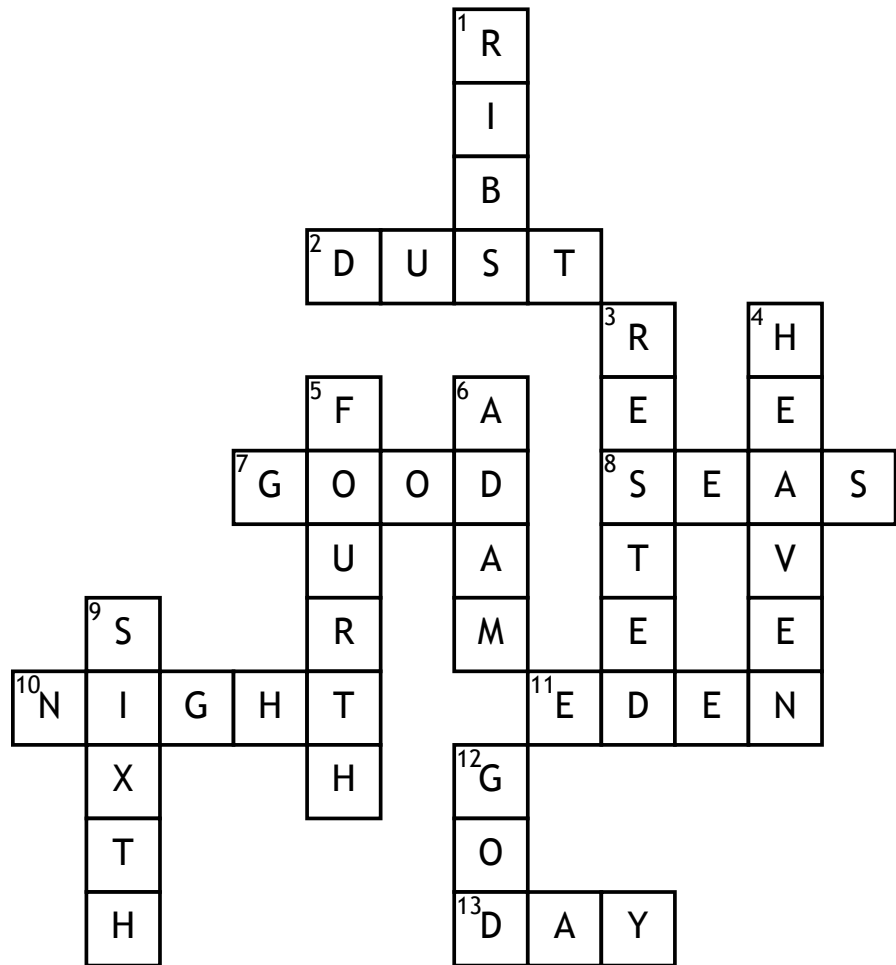 1 R
I
B
2 D U S T
3 R 4 H
5 F 6 A E E
7 G O O D 8 S E A S
U A T V
9 S R M E E
10 N I G H T 11 E D E N
X H 12 G
T O
H 13 D A Y